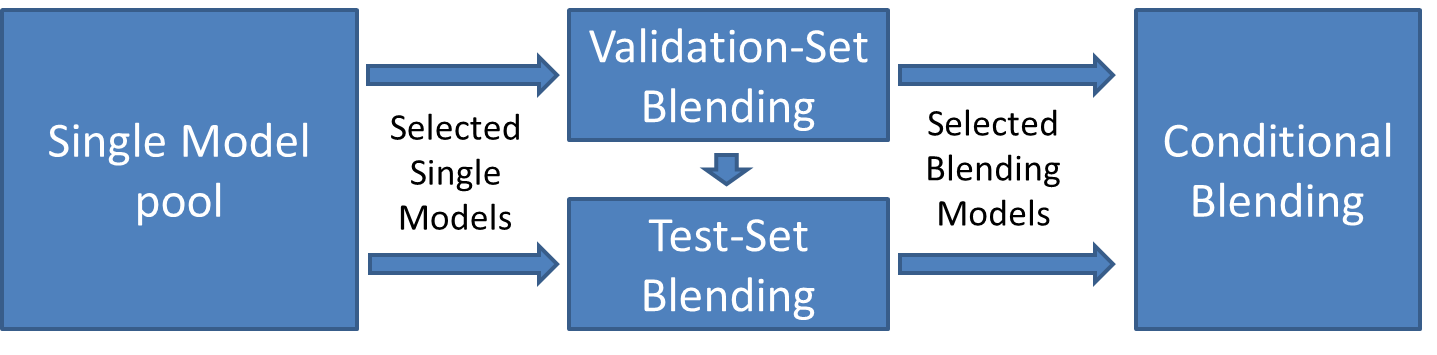 Single Model
pool
Selected
Single
Models
Validation-Set
Blending
Test-Set
Blending
Selected
Blending
Models
Conditional
Blending